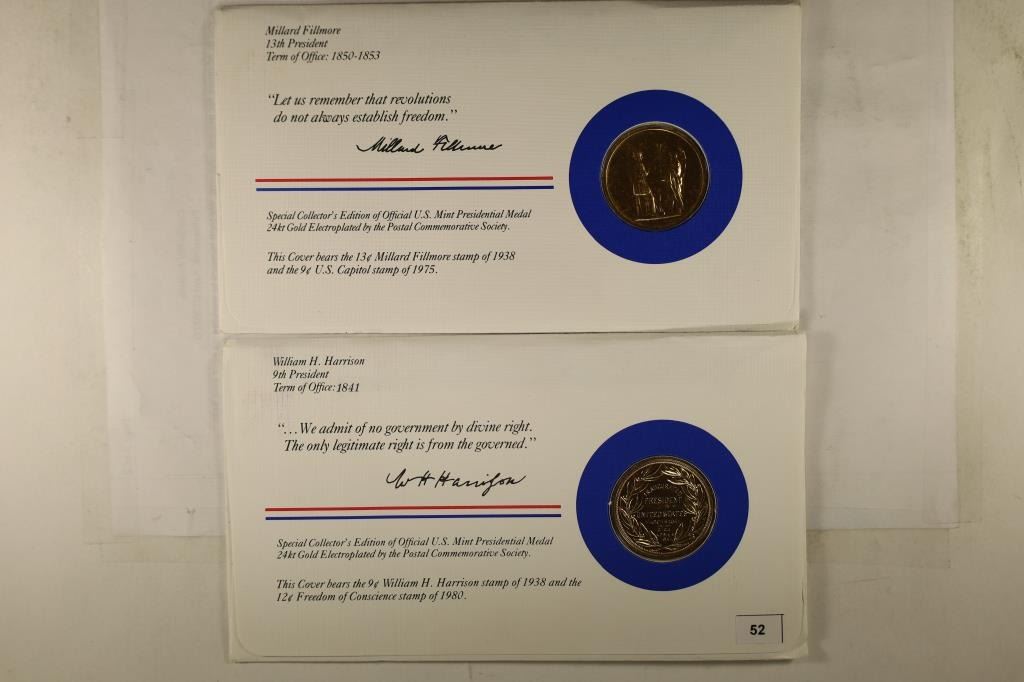 Millard Fillmore
13th President
Term of Office: 1850-1853
“Let us remember that revolutions
do not always establish freedom.”
Millard Fillmore
Special Collector's Edition of Official U.S. Mint Presidential Medal
24kt Gold Electroplated by the Postal Commemorative Society.
This Cover bears the 13¢ Millard Fillmore stamp of 1938
and the 9¢ U.S. Capitol stamp of 1975.
William H. Harrison
9th President
Term of Office: 1841
“...We admit of no government by divine right.
The only legitimate right is from the governed.”
W H Harrison
PRESIDENT
UNITED STATES
Special Collector's Edition of Official U.S. Mint Presidential Medal
24kt Gold Electroplated by the Postal Commemorative Society.
This Cover bears the 9¢ William H. Harrison stamp of 1938 and the
12¢ Freedom of Conscience stamp of 1980.
52